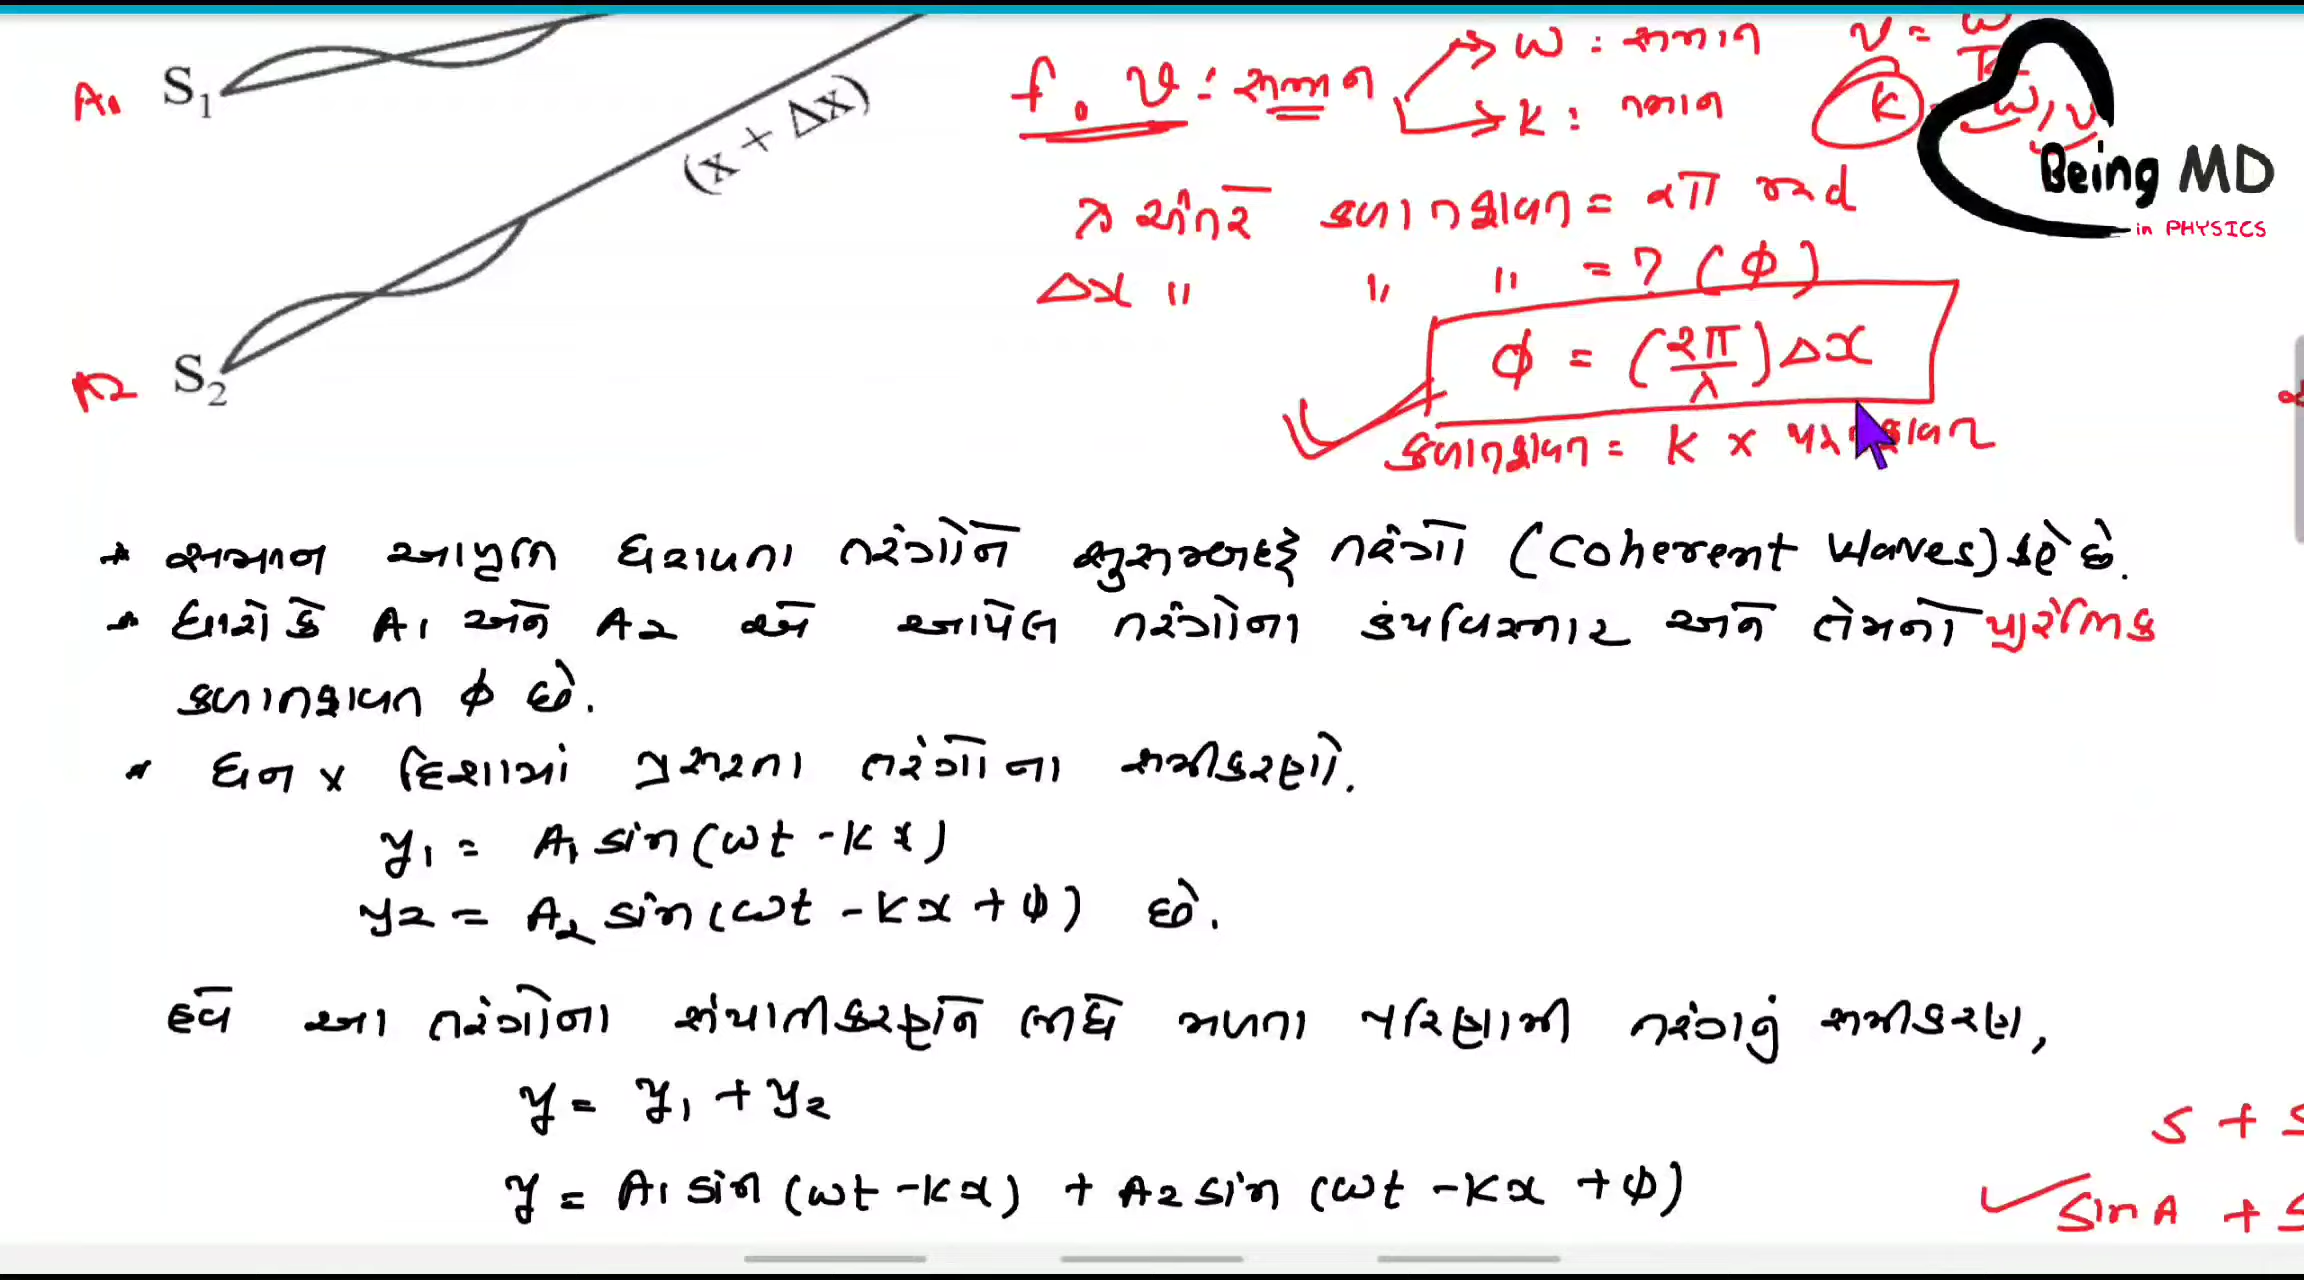 A1 S1
(x + Δx)
f, v : સમાન → ω : સમાન
→ k : સમાન
v = ω
k = ω/v
Being MD
in PHYSICS
λ અંતરે કળાતફાવત = 2π rad
Δx " " " = ? (ϕ)
ϕ = (2π/λ) Δx
A2 S2
કળાતફાવત = k x પથતફાવત
* સમાન આવૃત્તિ ધરાવતા તરંગોને સુસમ્બદ્ધ તરંગો (Coherent Waves) કહે છે.
* ધારો કે A1 અને A2 એ આપેલ તરંગોના કંપવિસ્તાર અને તેમનો પ્રારંભિક
કળાતફાવત ϕ છે.
* ધન x દિશામાં પ્રસરતા તરંગોના સમીકરણો.
y1 = A1 sin(ωt - kx)
y2 = A2 sin(ωt - kx + ϕ) છે.
હવે આ તરંગોના સંપાતીકરણને લીધે મળતા પરિણામી તરંગનું સમીકરણ,
y = y1 + y2
S + S
y = A1 sin (ωt - kx) + A2 sin (ωt - kx + ϕ)
sin A + S